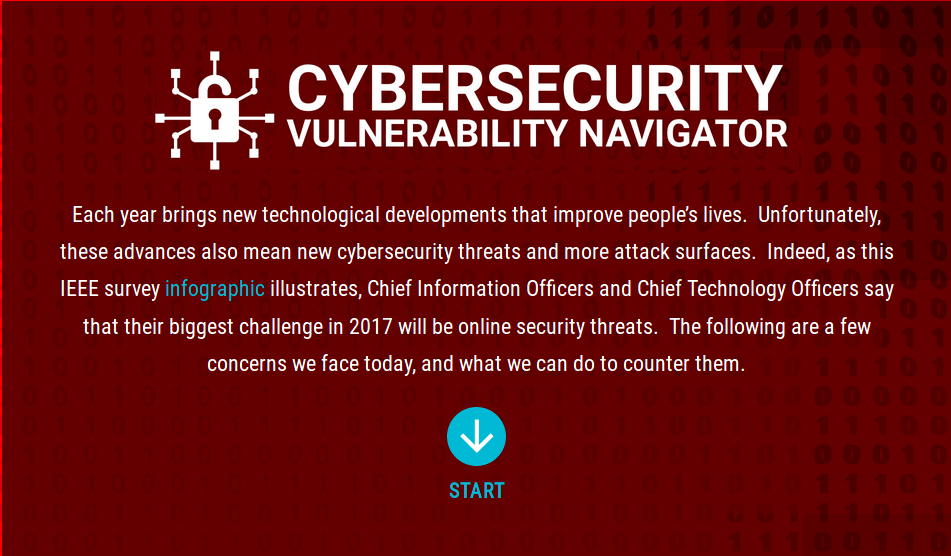 CYBERSECURITY
VULNERABILITY NAVIGATOR
Each year brings new technological developments that improve people’s lives.  Unfortunately,
these advances also mean new cybersecurity threats and more attack surfaces.  Indeed, as this
IEEE survey infographic illustrates, Chief Information Officers and Chief Technology Officers say
that their biggest challenge in 2017 will be online security threats.  The following are a few
concerns we face today, and what we can do to counter them.
START